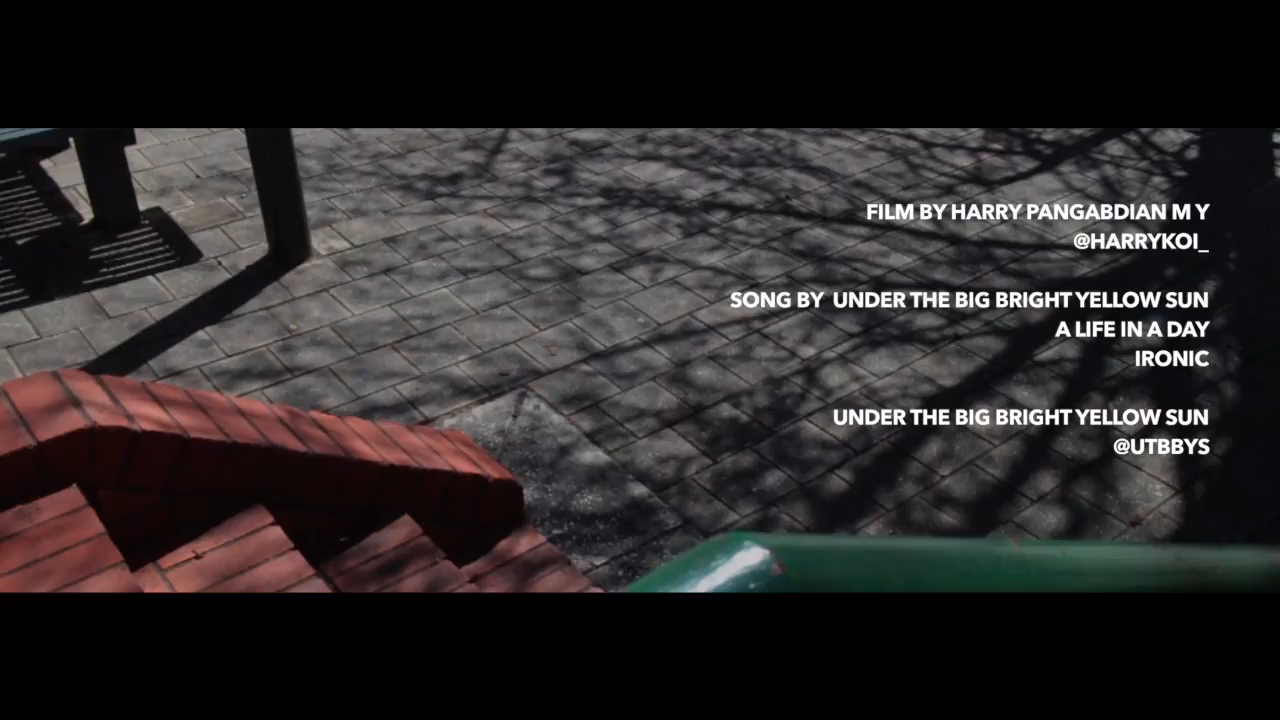 FILM BY HARRY PANGABDIAN M Y
@HARRYKOI_
SONG BY UNDER THE BIG BRIGHT YELLOW SUN
A LIFE IN A DAY
IRONIC
UNDER THE BIG BRIGHT YELLOW SUN
@UTBBYS